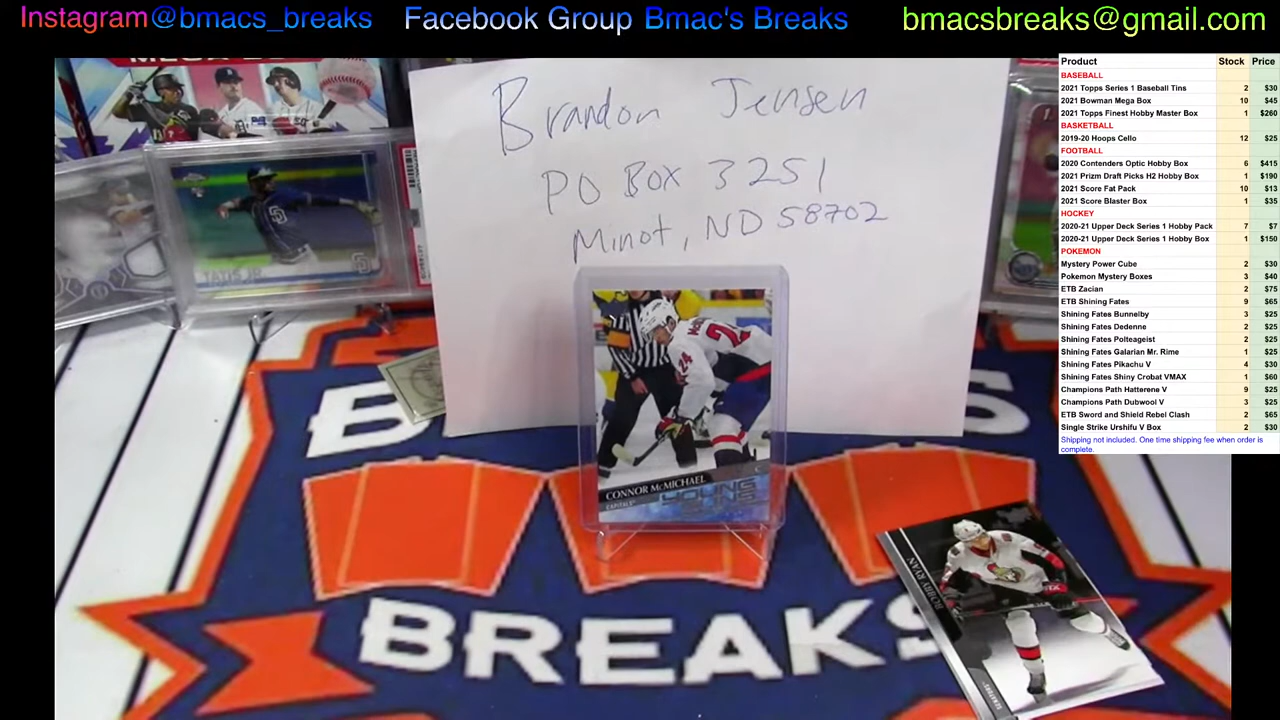 Instagram@bmacs_breaks
Facebook Group Bmac's Breaks
bmacsbreaks@gmail.com
Product Stock Price
BASEBALL
2021 Topps Series 1 Baseball Tins 2 $30
2021 Bowman Mega Box 10 $45
2021 Topps Finest Hobby Master Box 1 $260
BASKETBALL
2019-20 Hoops Cello 12 $25
FOOTBALL
2020 Contenders Optic Hobby Box 6 $415
2021 Prizm Draft Picks H2 Hobby Box 1 $190
2021 Score Fat Pack 10 $13
2021 Score Blaster Box 1 $35
HOCKEY
2020-21 Upper Deck Series 1 Hobby Pack 7 $7
2020-21 Upper Deck Series 1 Hobby Box 1 $150
POKEMON
Mystery Power Cube 2 $30
Pokemon Mystery Boxes 3 $40
ETB Zacian 2 $75
ETB Shining Fates 9 $65
Shining Fates Bunnelby 3 $25
Shining Fates Dedenne 2 $25
Shining Fates Polteageist 2 $25
Shining Fates Galarian Mr. Rime 1 $25
Shining Fates Pikachu V 4 $30
Shining Fates Shiny Crobat VMAX 1 $60
Champions Path Hatterene V 9 $25
Champions Path Dubwool V 3 $25
ETB Sword and Shield Rebel Clash 2 $65
Single Strike Urshifu V Box 2 $30
Shipping not included. One time shipping fee when order is
complete.
Brandon Jensen
PO Box 3251
Minot, ND 58702
TATIS JR.
24
CONNOR McMICHAEL
CAPITALS
YOUNG
BREAKS
BOBBY RYAN
SENATORS